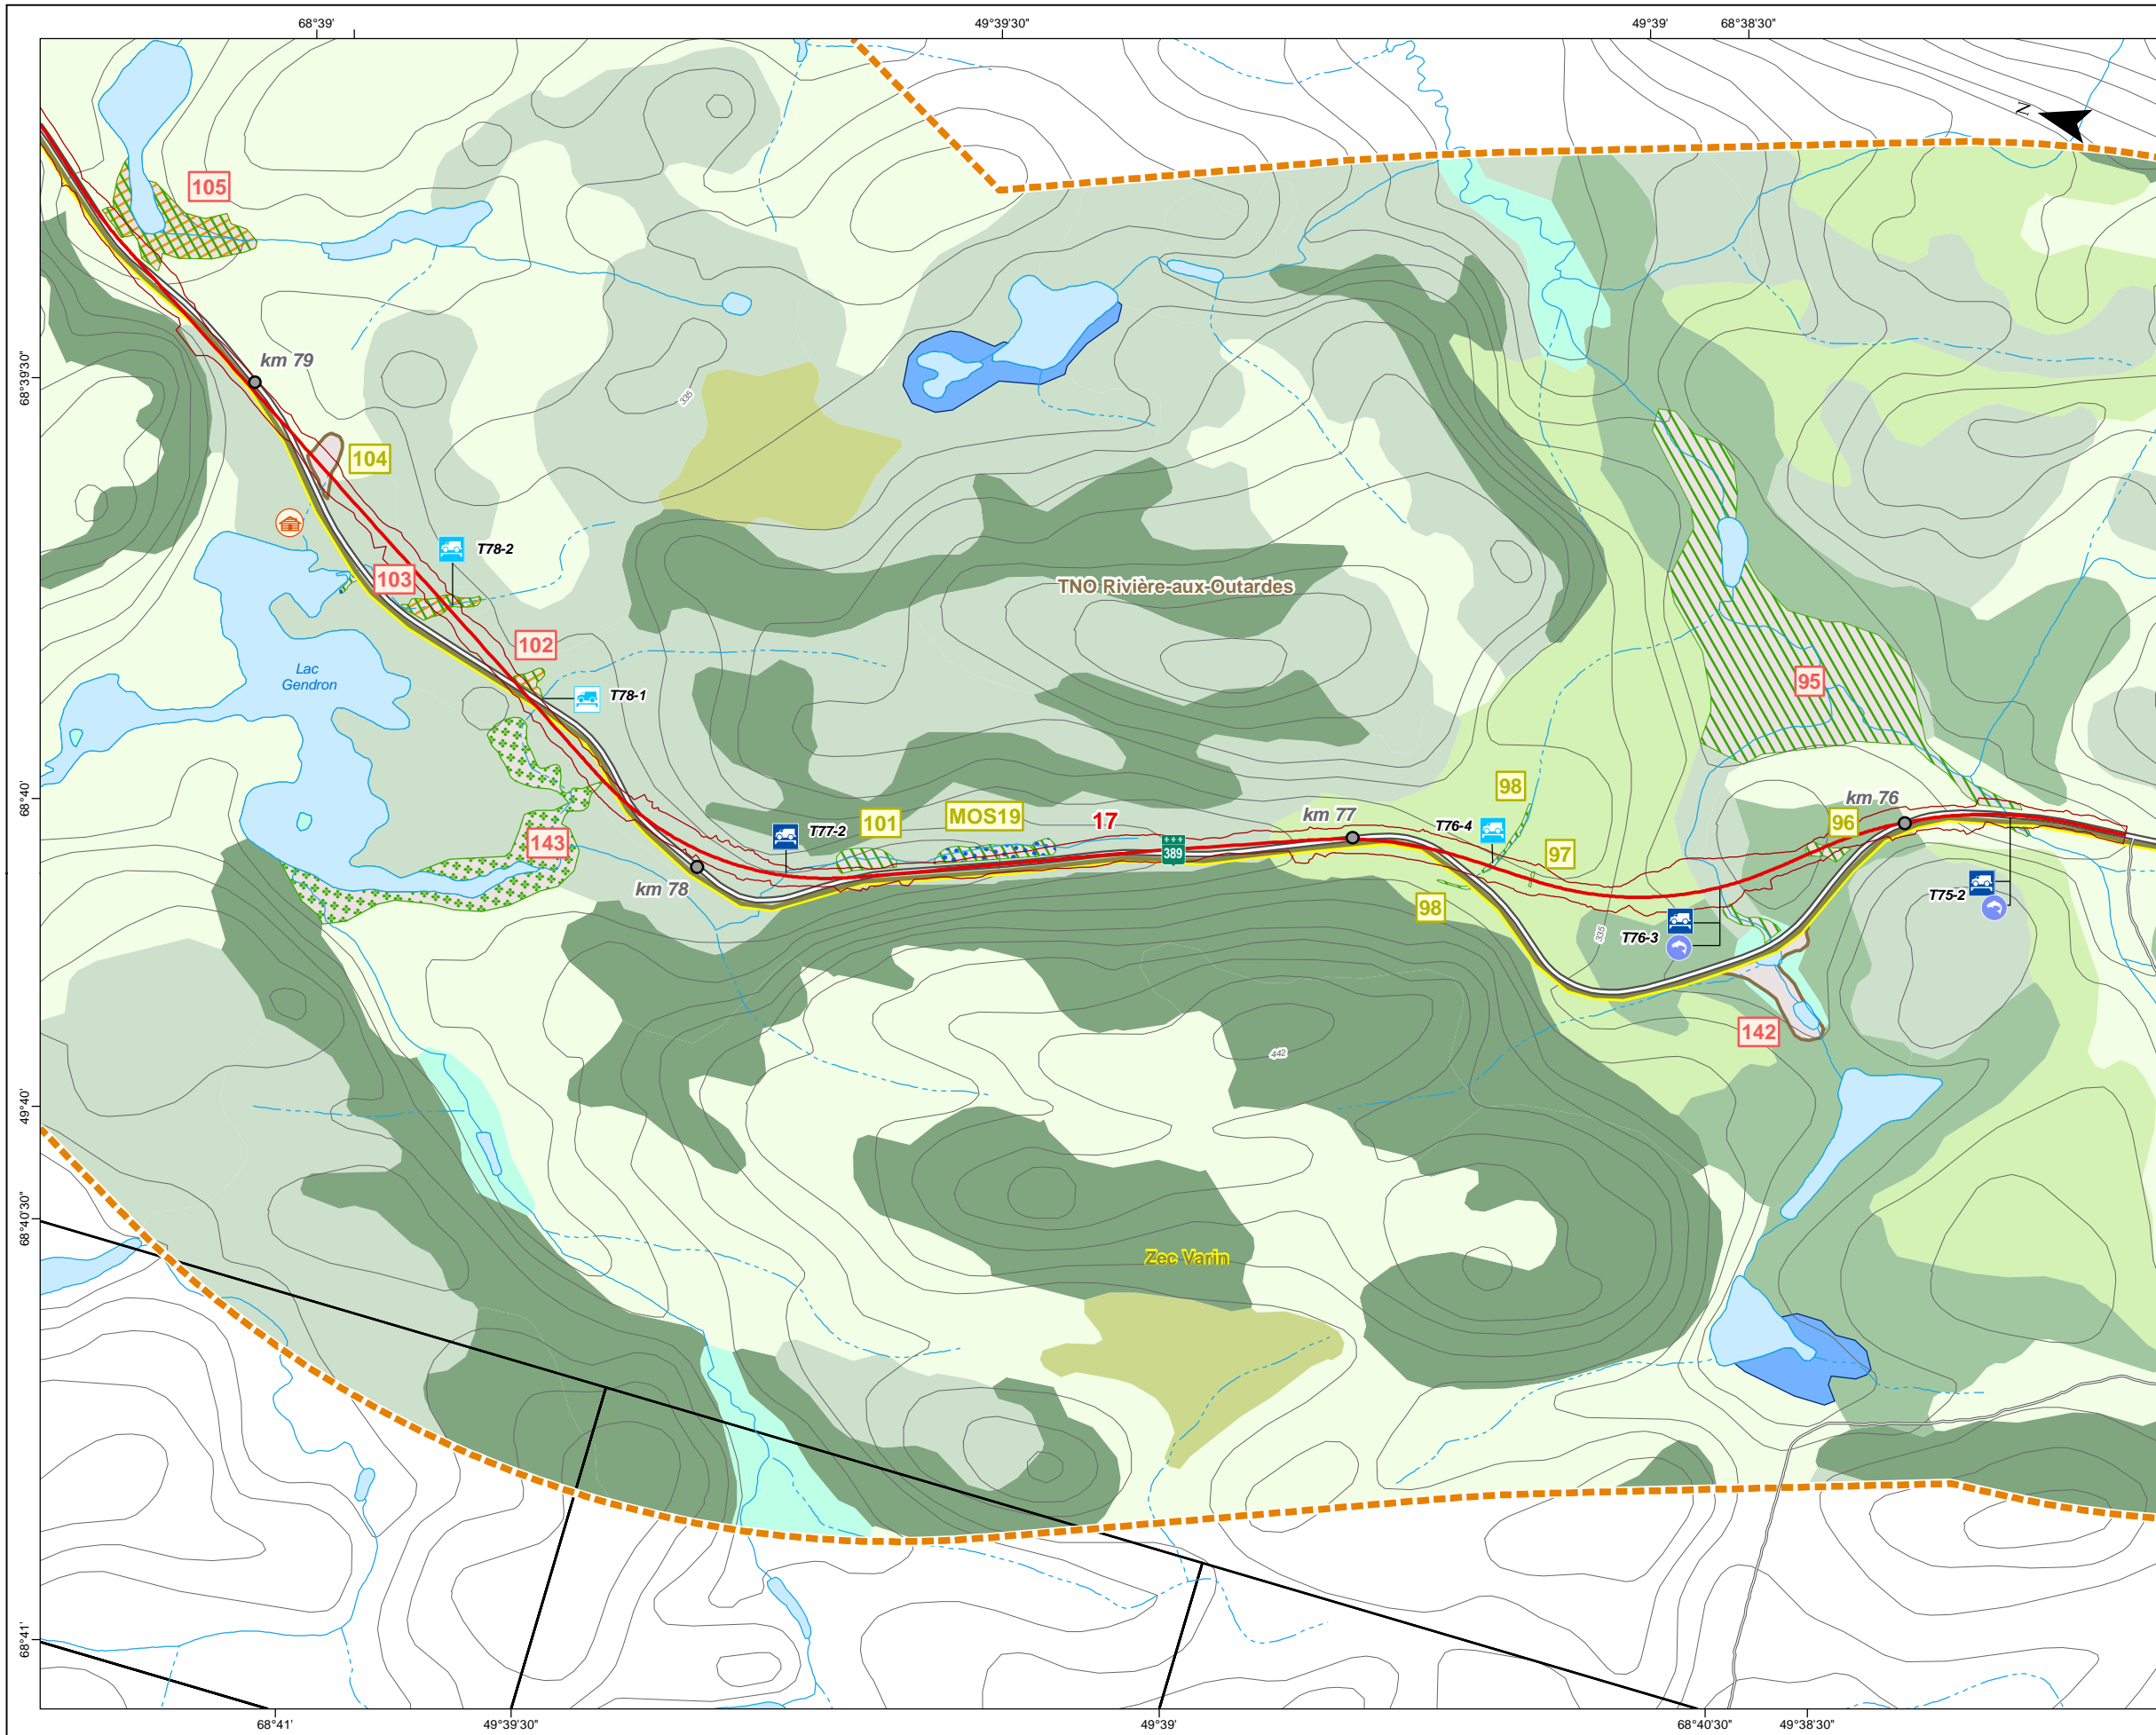 68°39'
49°39'30"
49°39'
68°38'30"
N
105
68°39'30"
km 79
335
104
T78-2
103
TNO Rivière-aux-Outardes
102
Lac
Gendron
T78-1
95
68°40'
98
km 76
km 77
MOS19
17
T77-2
101
T76-4
96
143
389
97
km 78
T75-2
98
335
T76-3
142
442
49°40'
68°40'30"
Zec Varin
68°41'
68°41'
49°39'30"
49°39'
68°40'30"
49°38'30"